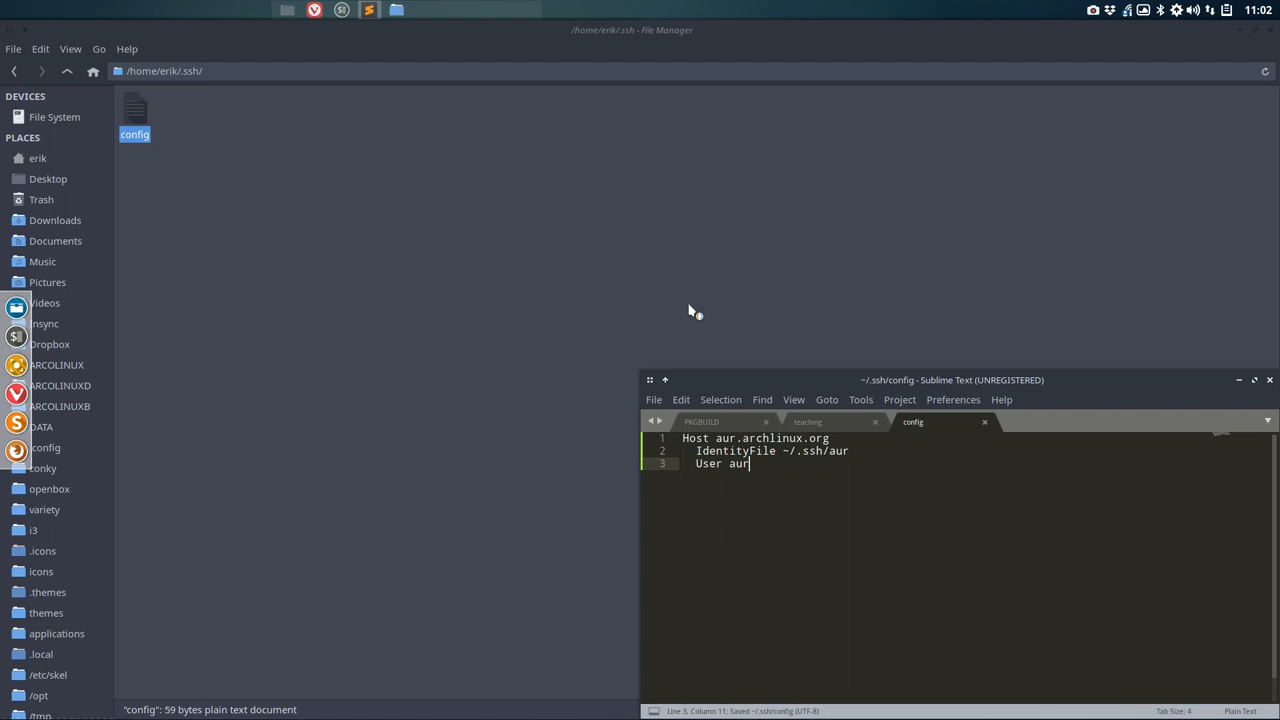 11:02
/home/erik/.ssh - File Manager
File Edit View Go Help
/home/erik/.ssh/
DEVICES
File System
PLACES
erik
Desktop
Trash
Downloads
Documents
Music
Pictures
Videos
Insync
Dropbox
ARCOLINUX
ARCOLINUXD
ARCOLINUXB
DATA
.config
conky
openbox
variety
i3
.icons
icons
.themes
themes
applications
.local
/etc/skel
/opt
/tmp
config
"config": 59 bytes plain text document
~/.ssh/config - Sublime Text (UNREGISTERED)
File Edit Selection Find View Goto Tools Project Preferences Help
PKGBUILD teaching config
1 Host aur.archlinux.org
2 IdentityFile ~/.ssh/aur
3 User aur
Line 3, Column 11; Saved ~/.ssh/config (UTF-8) Tab Size: 4 Plain Text